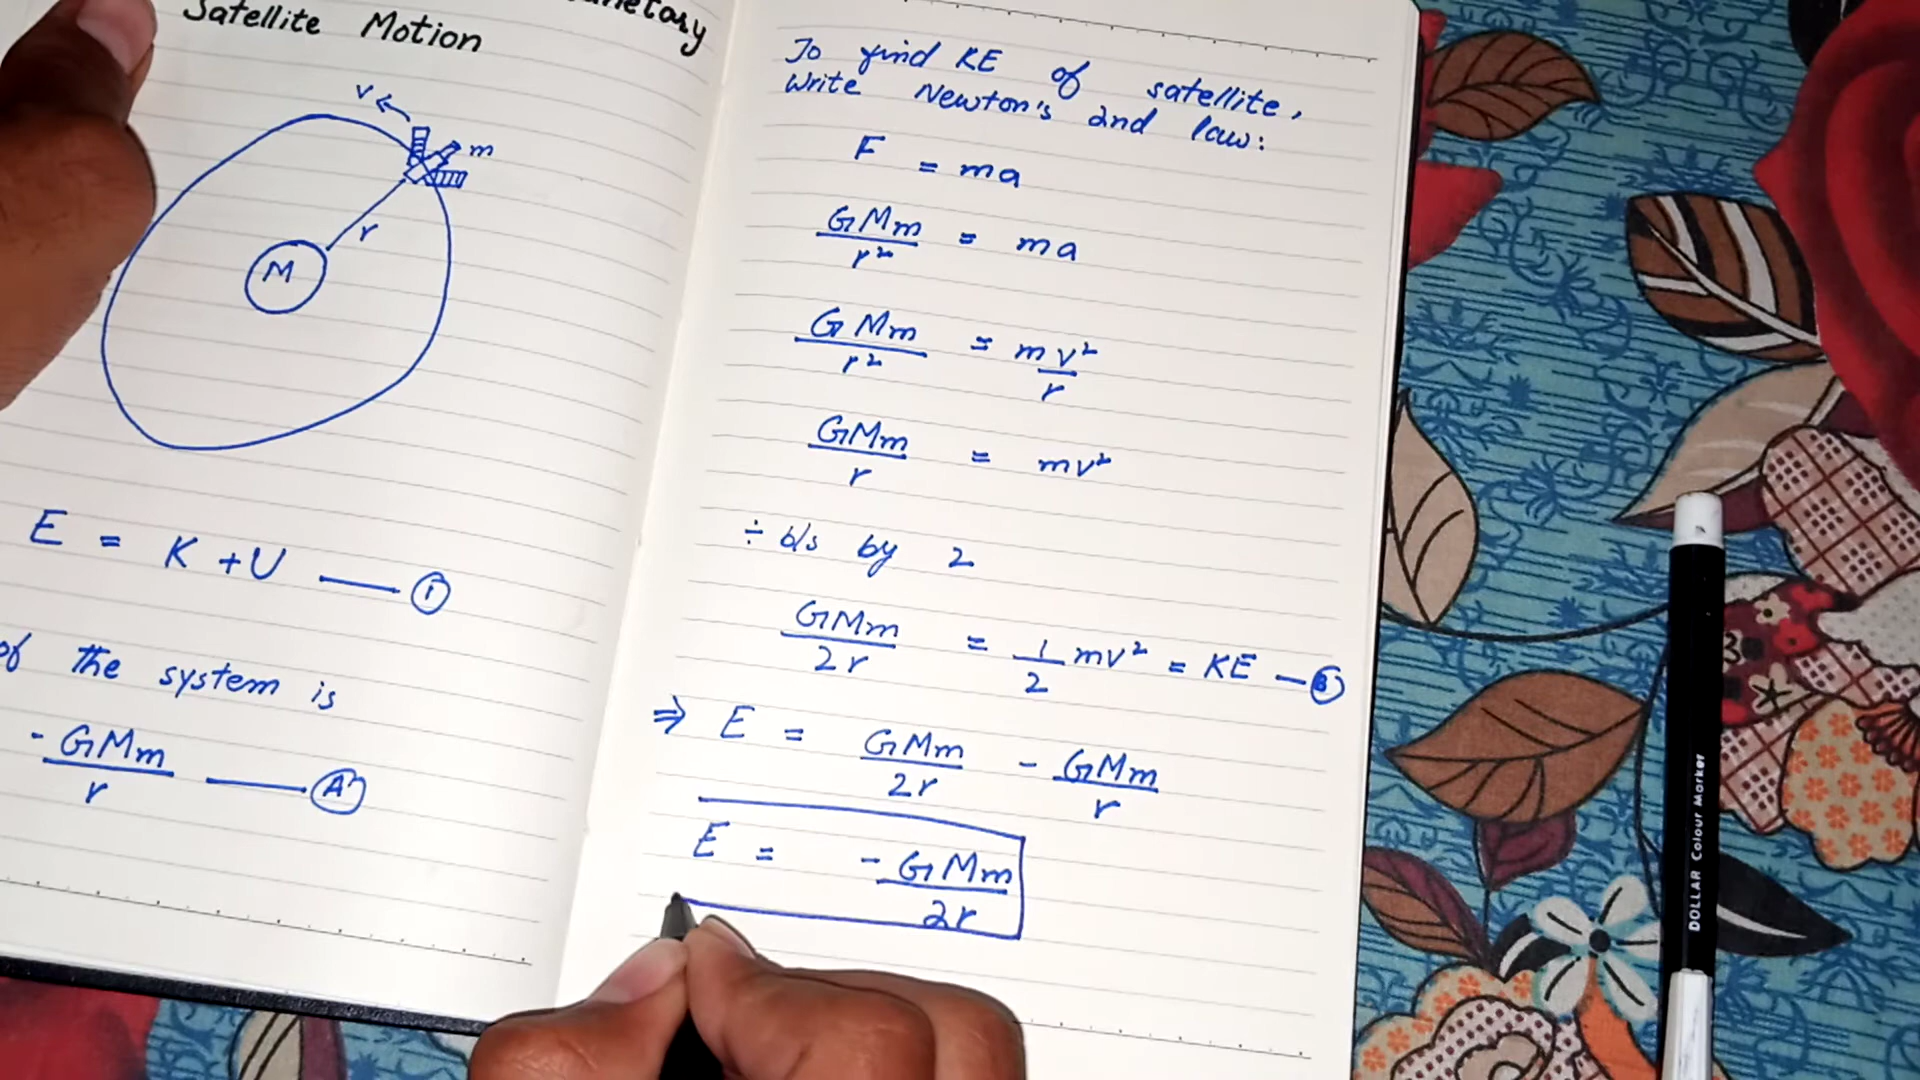 Satellite Motion
v
m
r
M
E = K + U — ①
of the system is
- GMm / r — Ⓐ
To find KE of satellite,
Write Newton's 2nd law:
F = ma
GMm / r² = ma
GMm / r² = m v² / r
GMm / r = mv²
÷ b/s by 2
GMm / 2r = 1/2 mv² = KE — Ⓑ
⇒ E = GMm / 2r - GMm / r
E = - GMm / 2r
DOLLAR Colour Marker